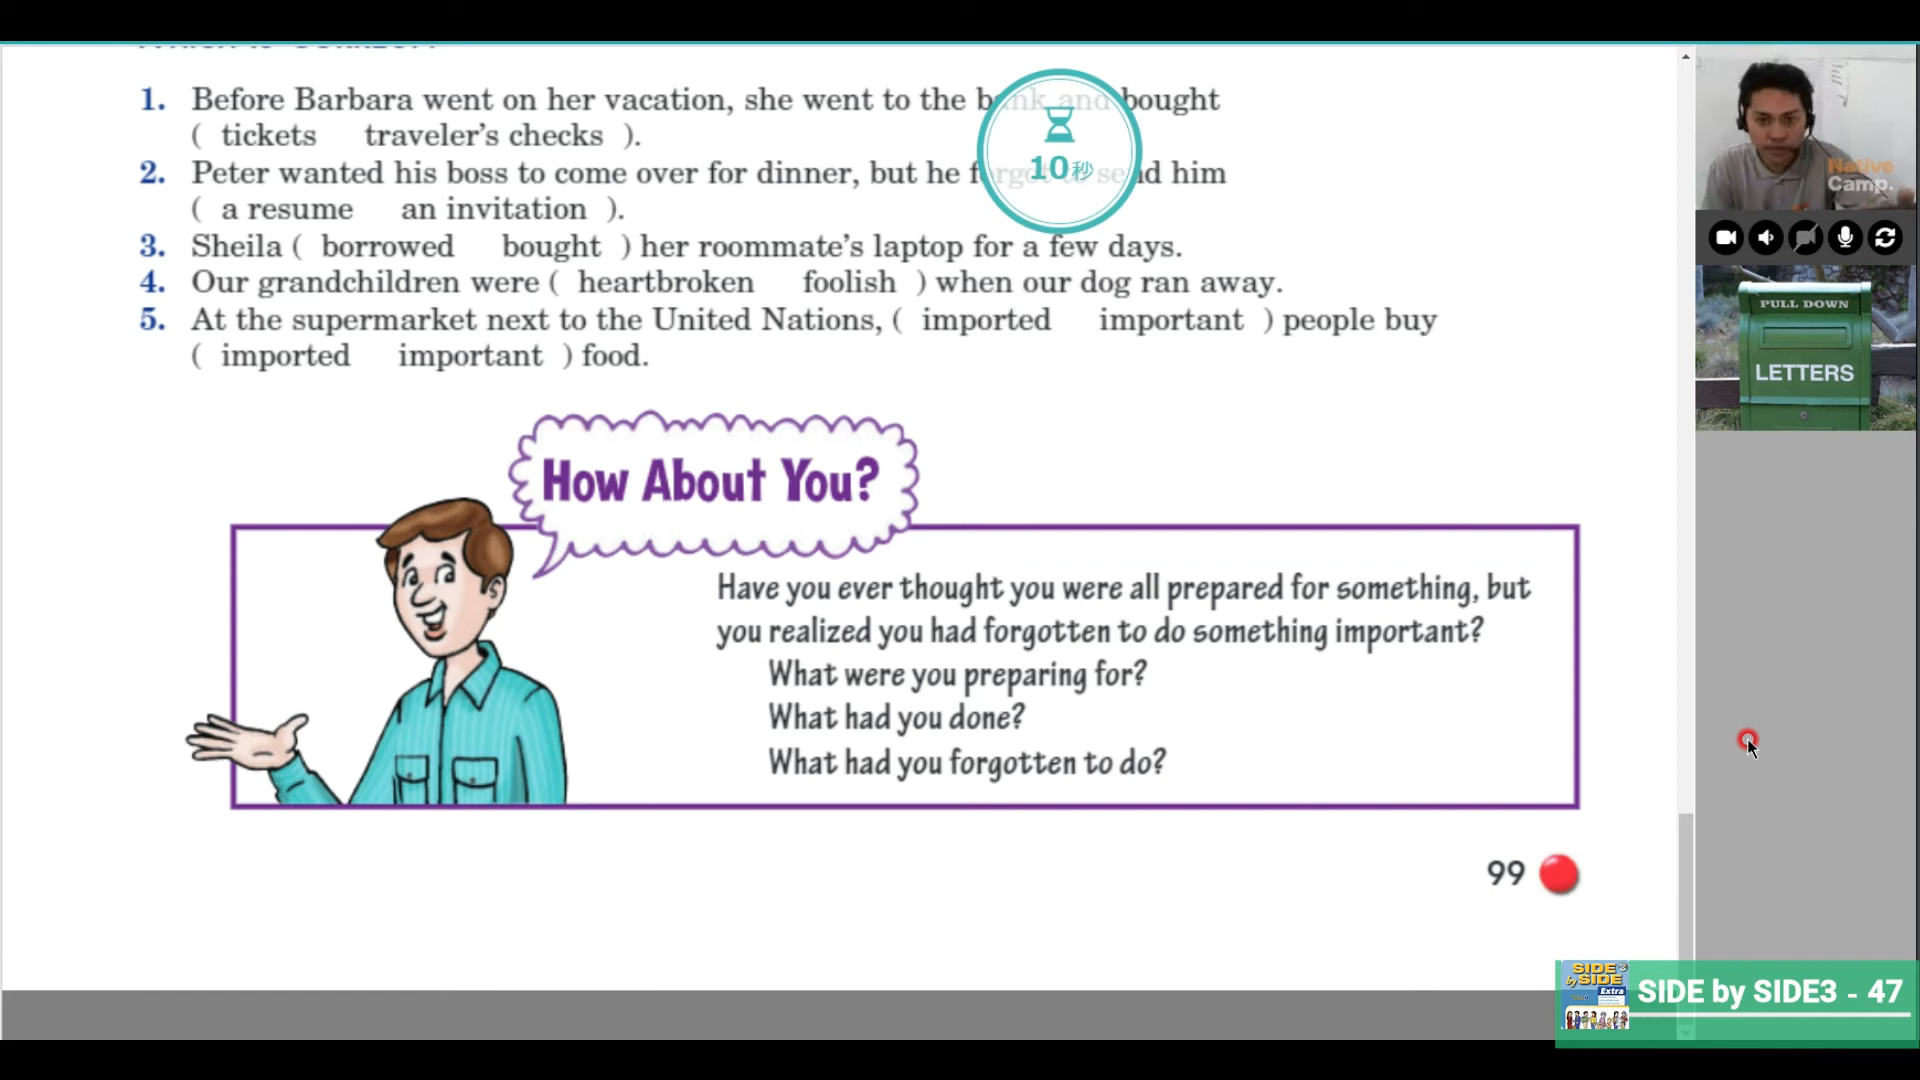 1. Before Barbara went on her vacation, she went to the bank and bought
( tickets traveler's checks ).
2. Peter wanted his boss to come over for dinner, but he forgot to send him
( a resume an invitation ).
3. Sheila ( borrowed bought ) her roommate's laptop for a few days.
4. Our grandchildren were ( heartbroken foolish ) when our dog ran away.
5. At the supermarket next to the United Nations, ( imported important ) people buy
( imported important ) food.
10秒
How About You?
Have you ever thought you were all prepared for something, but
you realized you had forgotten to do something important?
What were you preparing for?
What had you done?
What had you forgotten to do?
99
Native
Camp.
PULL DOWN
LETTERS
SIDE
by SIDE
Extra
SIDE by SIDE3 - 47